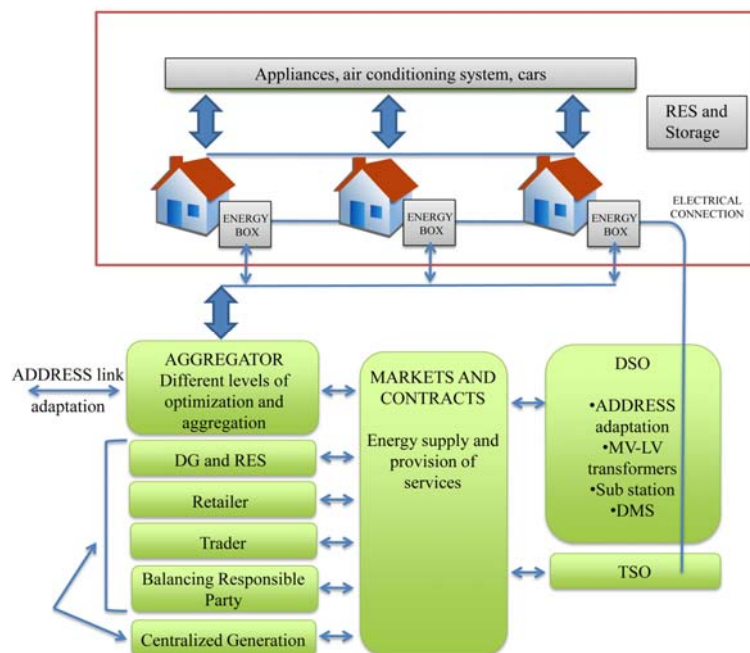 Appliances, air conditioning system, cars
RES and
Storage
ENERGY
BOX
ENERGY
BOX
ENERGY
BOX
ELECTRICAL
CONNECTION
ADDRESS link
adaptation
AGGREGATOR
Different levels of
optimization and
aggregation
DG and RES
Retailer
Trader
Balancing Responsible
Party
Centralized Generation
MARKETS AND
CONTRACTS
Energy supply and
provision of
services
DSO
•ADDRESS
adaptation
•MV-LV
transformers
•Sub station
•DMS
TSO